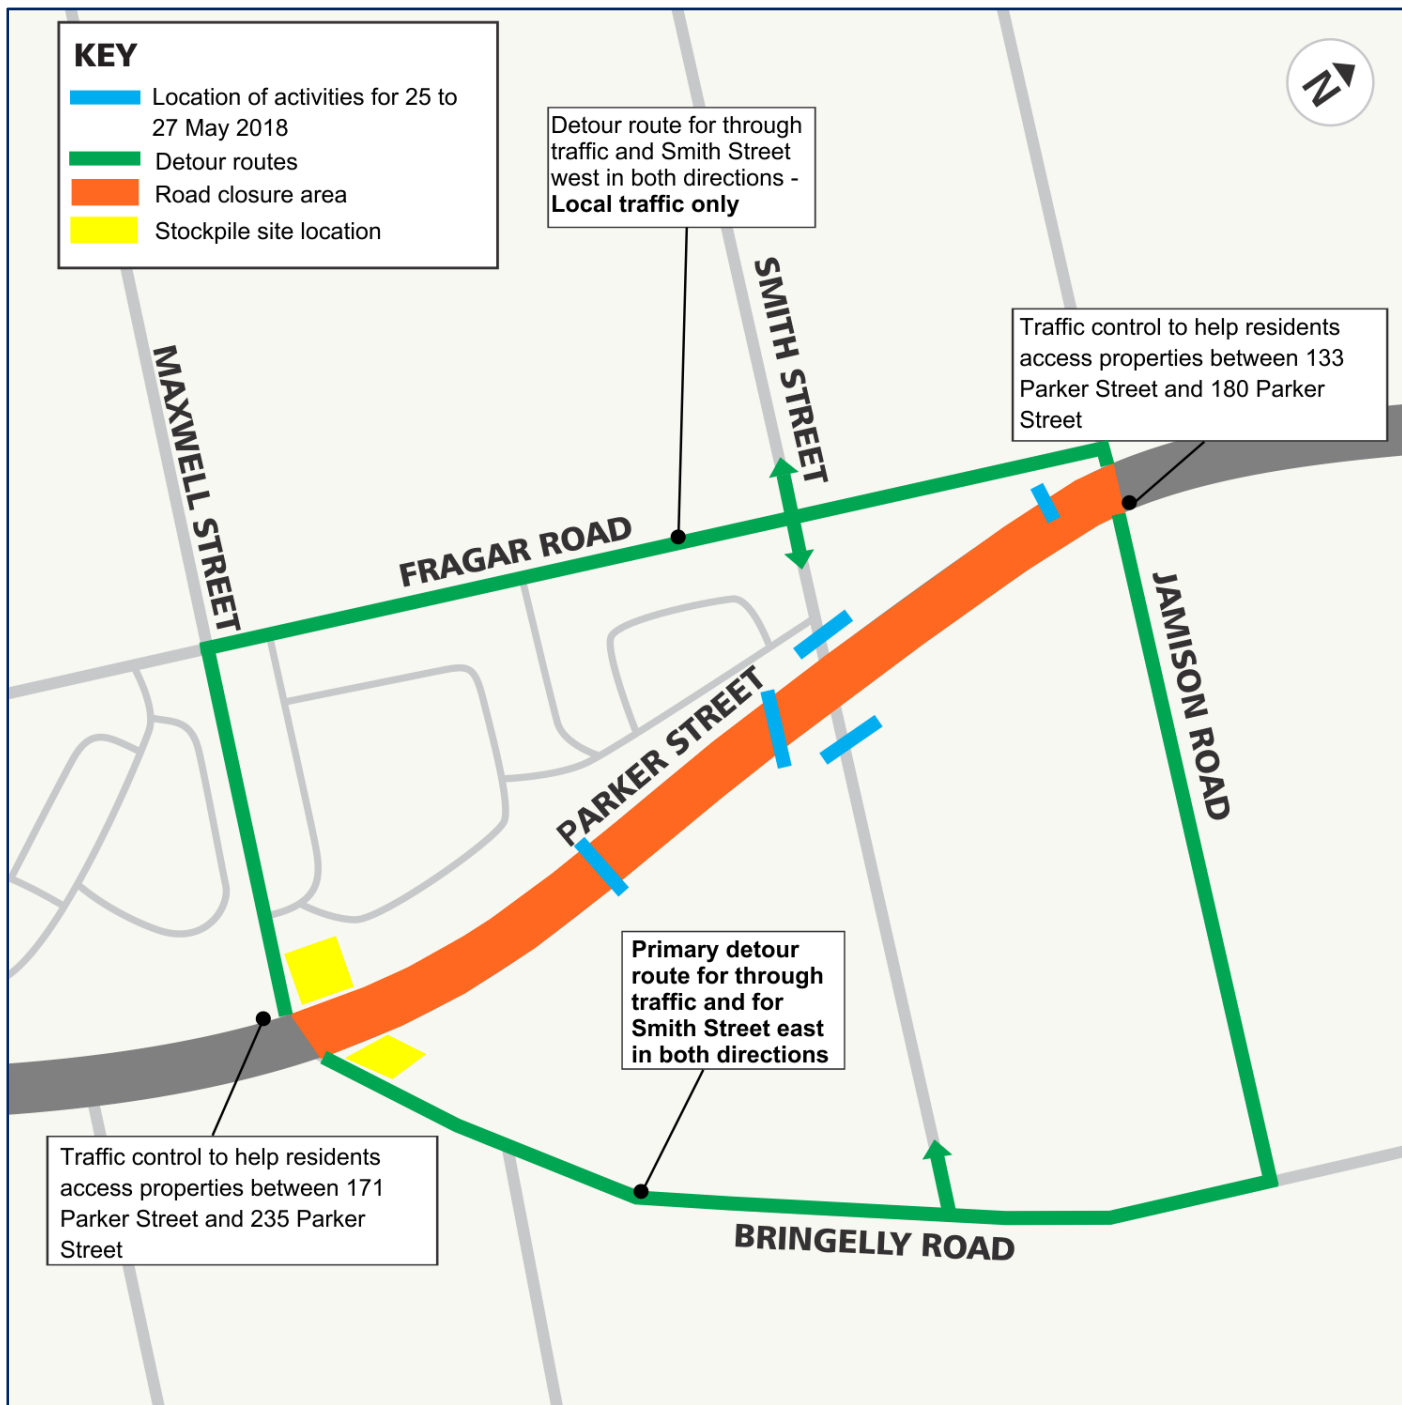 KEY
Location of activities for 25 to
27 May 2018
Detour routes
Road closure area
Stockpile site location
N
Detour route for through
traffic and Smith Street
west in both directions -
Local traffic only
SMITH STREET
Traffic control to help residents
access properties between 133
Parker Street and 180 Parker
Street
MAXWELL STREET
FRAGAR ROAD
JAMISON ROAD
PARKER STREET
Primary detour
route for through
traffic and for
Smith Street east
in both directions
Traffic control to help residents
access properties between 171
Parker Street and 235 Parker
Street
BRINGELLY ROAD